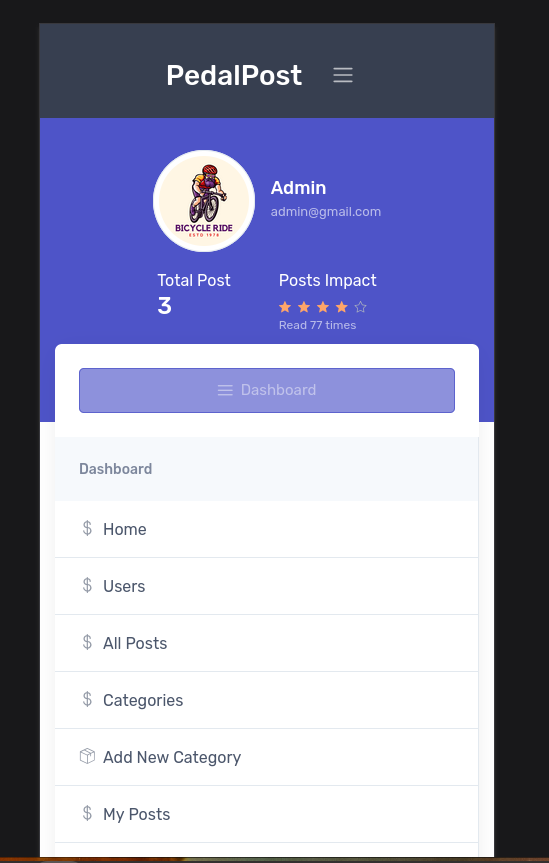 PedalPost
BICYCLE RIDE
ESTD 1974
Admin
admin@gmail.com
Total Post
3
Posts Impact
Read 77 times
Dashboard
Dashboard
$ Home
$ Users
$ All Posts
$ Categories
Add New Category
$ My Posts